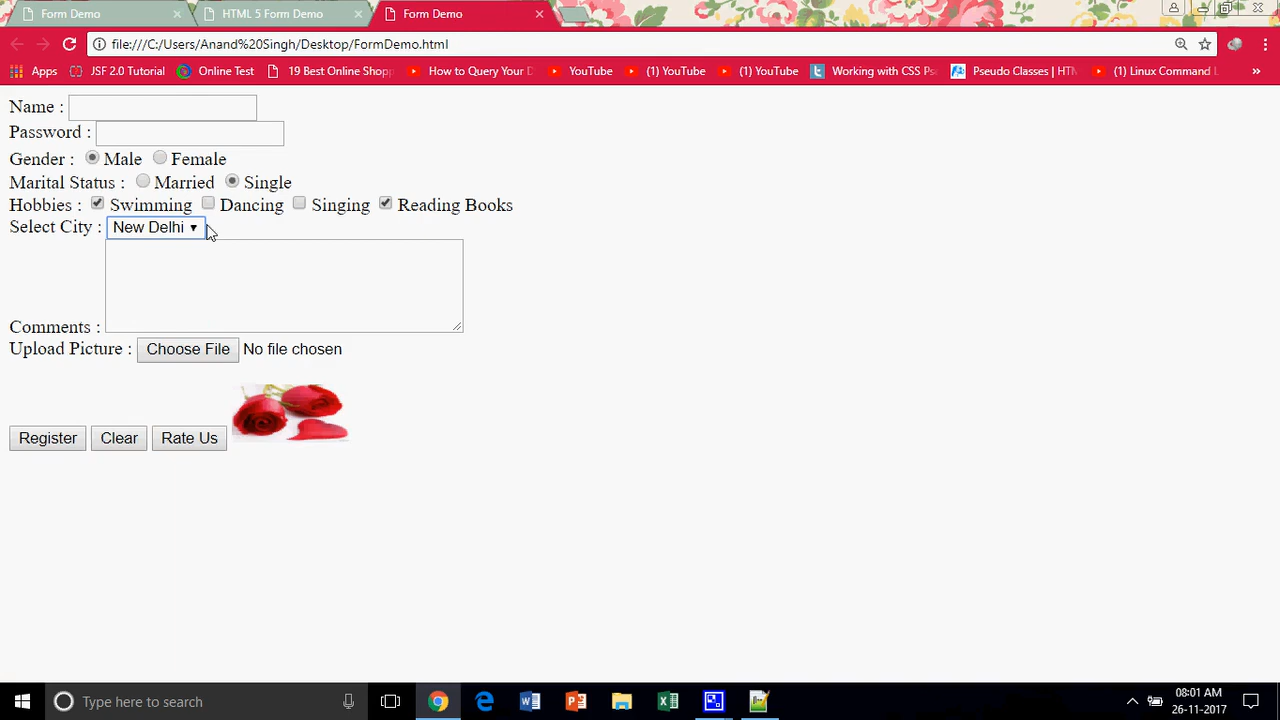 Form Demo
HTML 5 Form Demo
Form Demo
file:///C:/Users/Anand%20Singh/Desktop/FormDemo.html
Apps
JSF 2.0 Tutorial
Online Test
19 Best Online Shopp
How to Query Your D
YouTube
(1) YouTube
(1) YouTube
Working with CSS Pse
Pseudo Classes | HTM
(1) Linux Command L
»
Name :
Password :
Gender : Male Female
Marital Status : Married Single
Hobbies : Swimming Dancing Singing Reading Books
Select City : New Delhi
Comments :
Upload Picture : Choose File No file chosen
Register Clear Rate Us
Type here to search
08:01 AM
26-11-2017